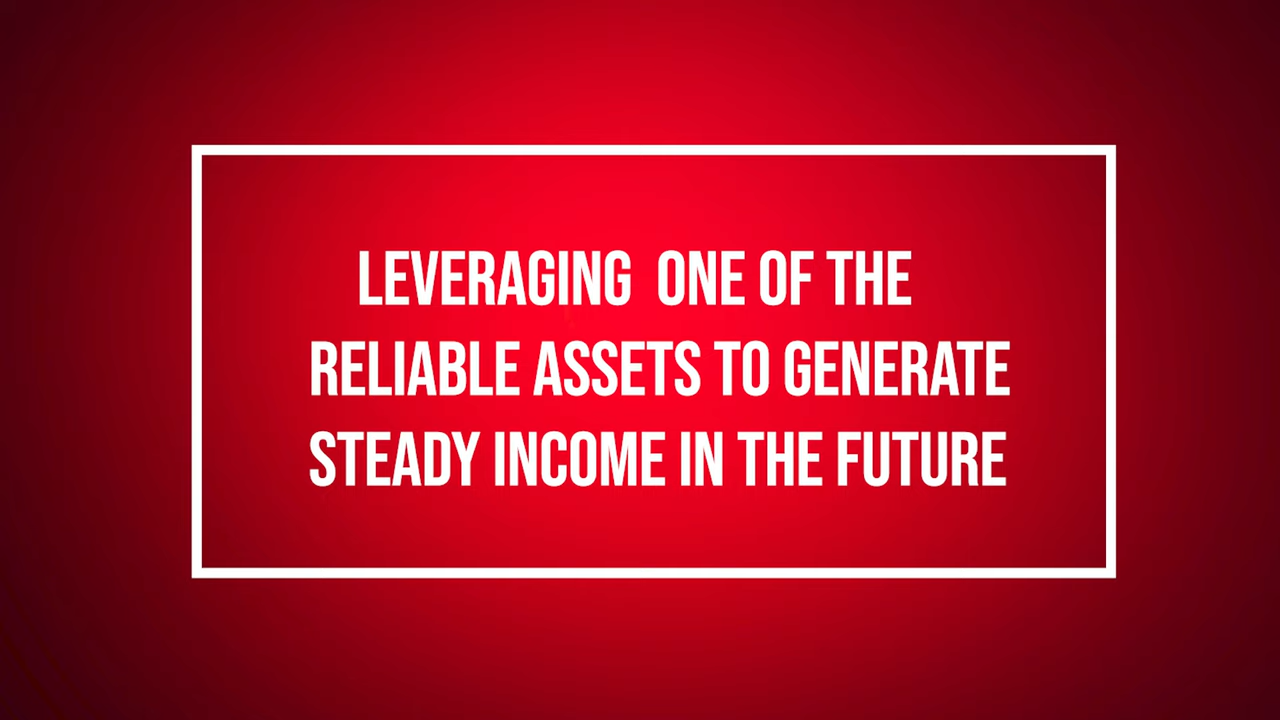 LEVERAGING  ONE OF THE
RELIABLE ASSETS TO GENERATE
STEADY INCOME IN THE FUTURE